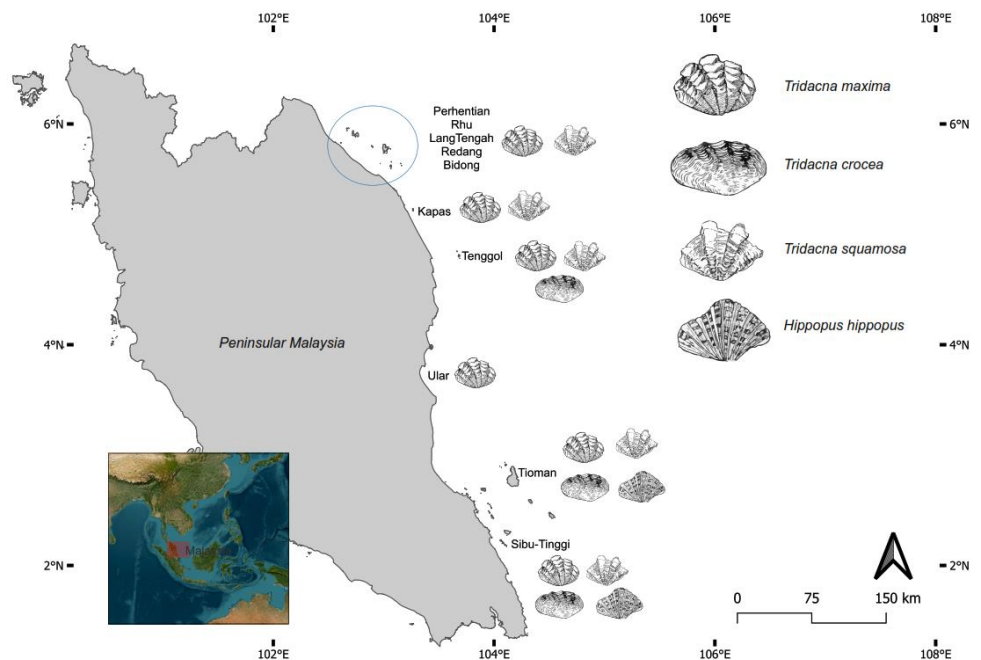 102°E
104°E
106°E
108°E
6°N
6°N
Perhentian
Rhu
LangTengah
Redang
Bidong
Kapas
Tenggol
Peninsular Malaysia
4°N
4°N
Ular
Tioman
Sibu-Tinggi
2°N
2°N
Tridacna maxima
Tridacna crocea
Tridacna squamosa
Hippopus hippopus
0
75
150 km
102°E
104°E
106°E
108°E